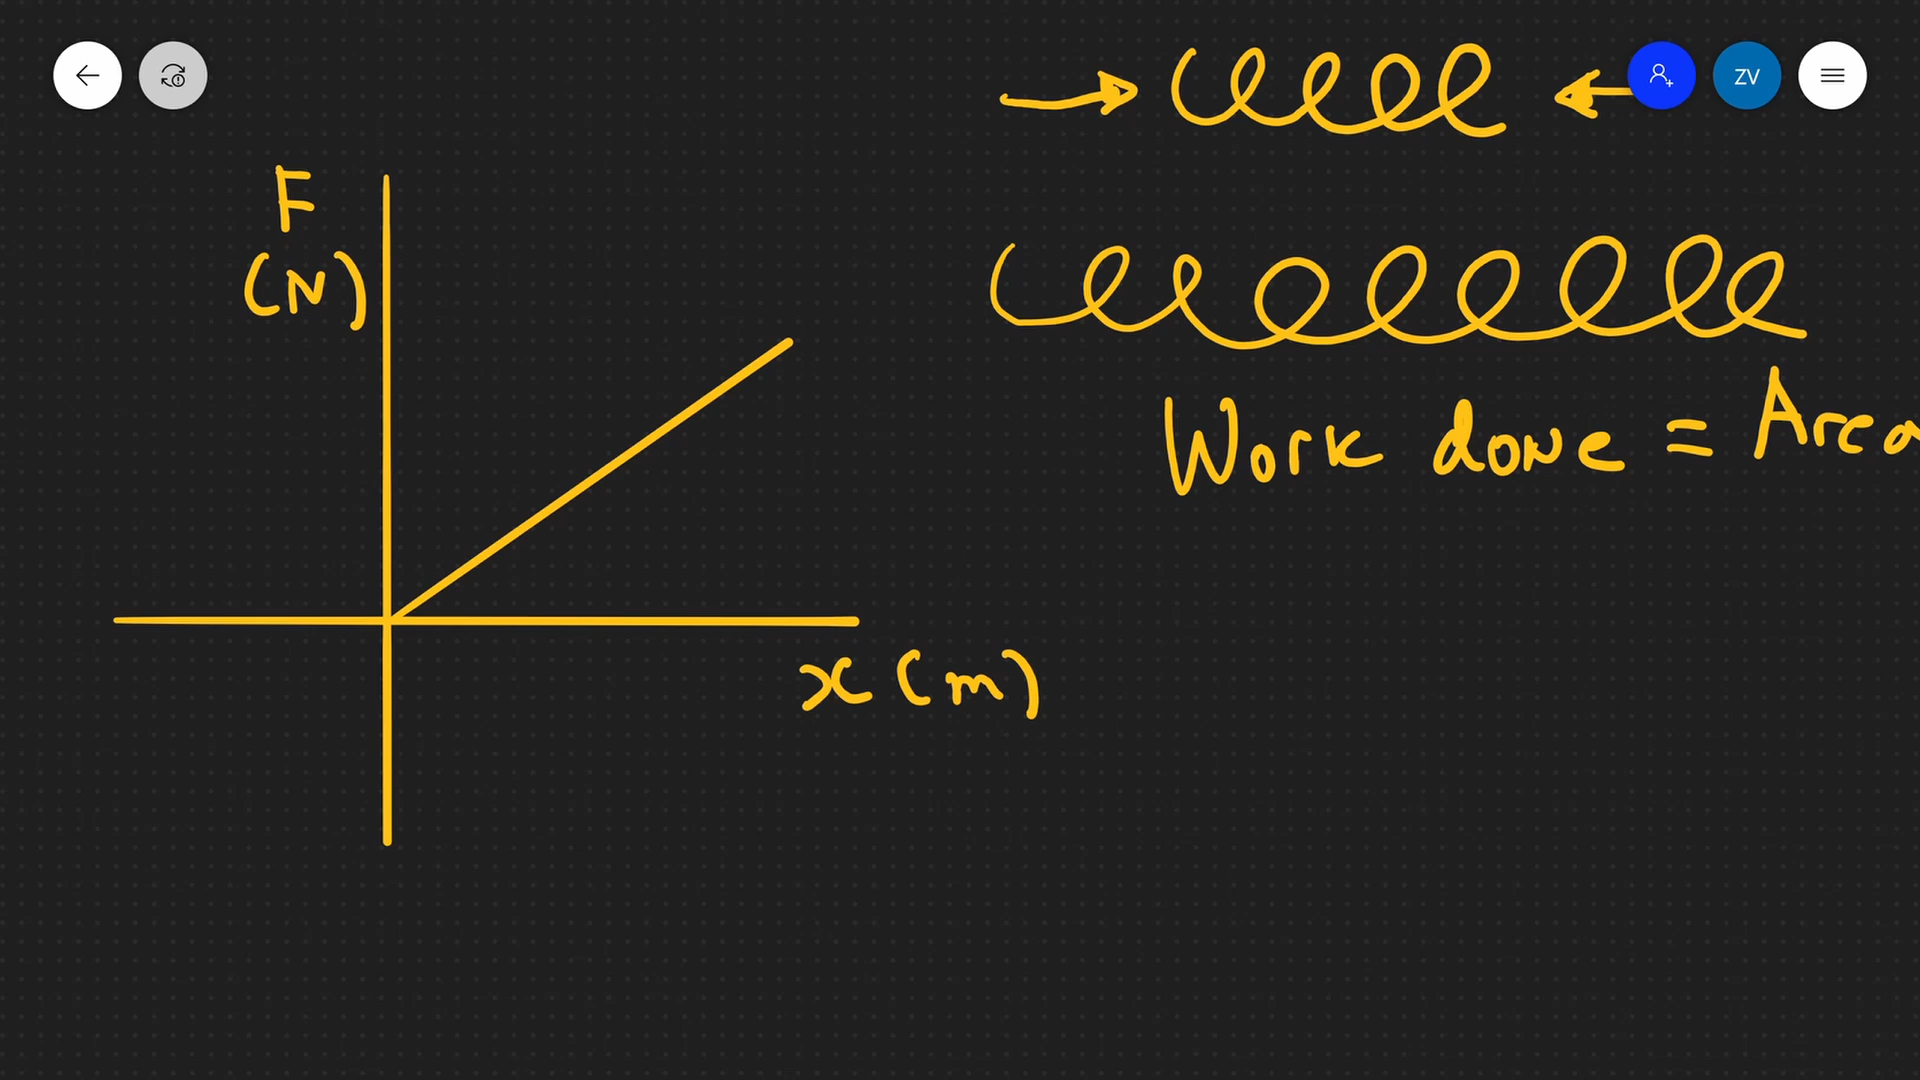 ZV
F
(N)
Work done = Area
x (m)